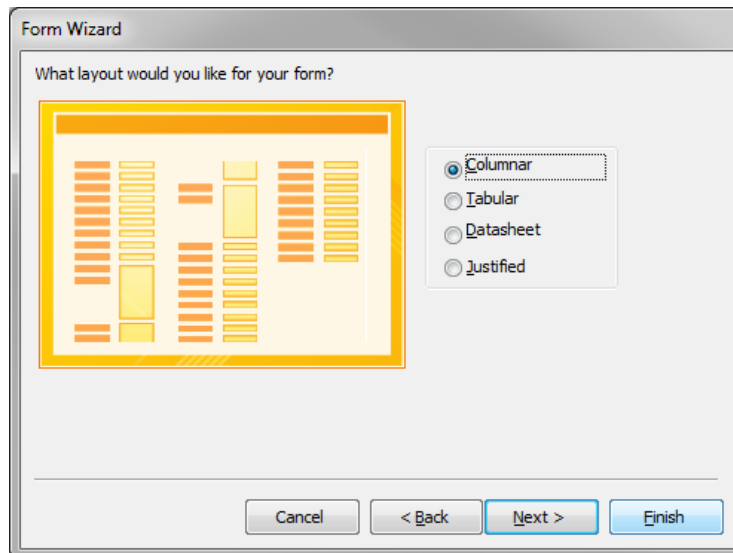 Form Wizard
What layout would you like for your form?
Columnar
Tabular
Datasheet
Justified
Cancel
< Back
Next >
Finish